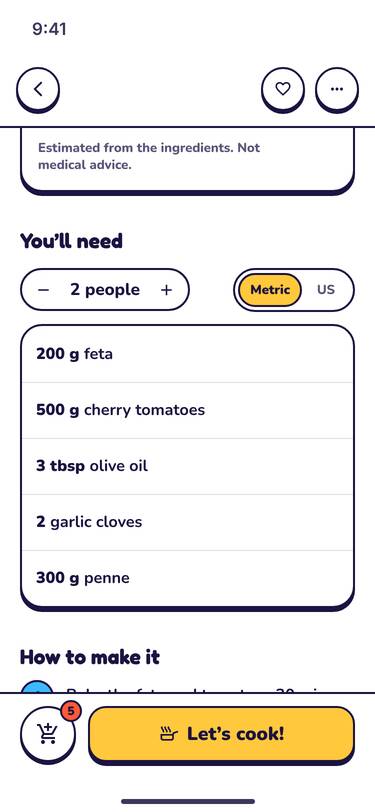 9:41
Estimated from the ingredients. Not
medical advice.
You'll need
− 2 people +
Metric US
200 g feta
500 g cherry tomatoes
3 tbsp olive oil
2 garlic cloves
300 g penne
How to make it
5
Let's cook!